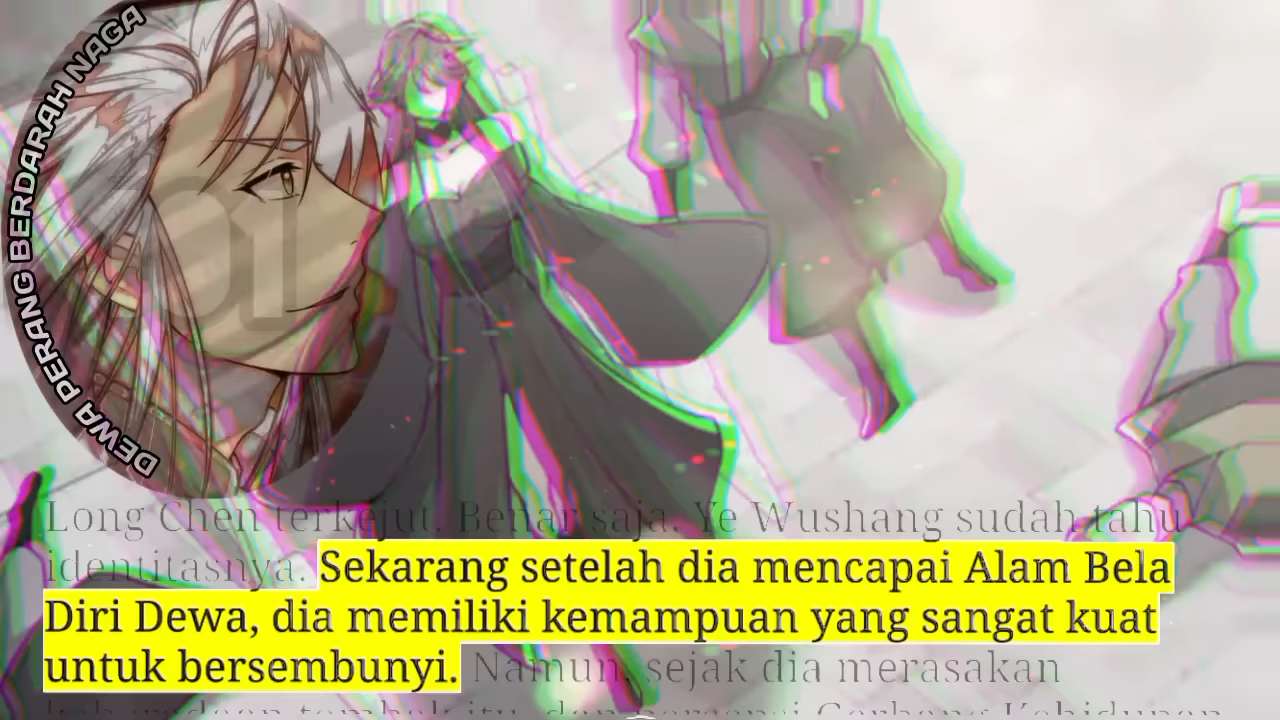 DEWA PERANG BERDARAH NAGA
01
Long Chen terkejut. Benar saja. Ye Wushang sudah tahu
identitasnya. Sekarang setelah dia mencapai Alam Bela
Diri Dewa, dia memiliki kemampuan yang sangat kuat
untuk bersembunyi. Namun, sejak dia merasakan